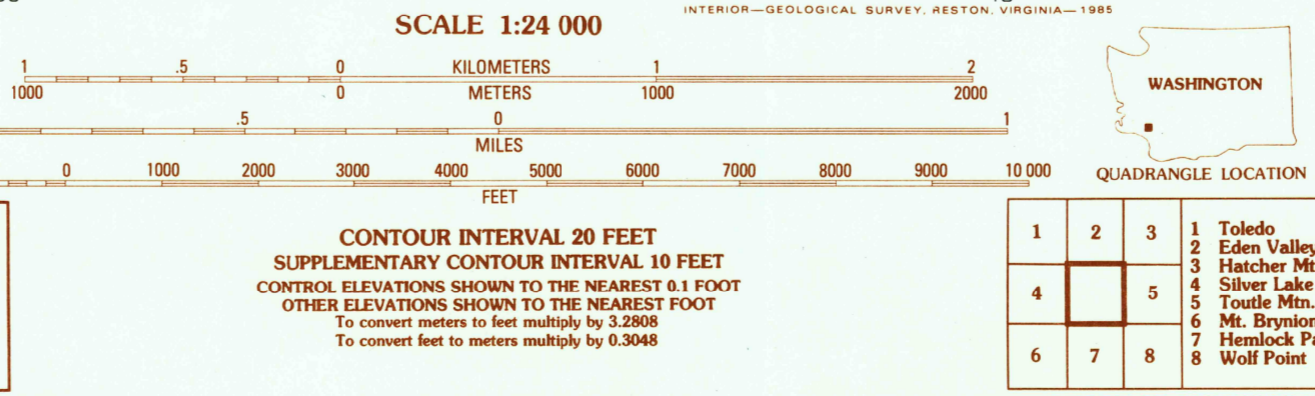 INTERIOR—GEOLOGICAL SURVEY, RESTON, VIRGINIA—1985
SCALE 1:24 000
1 .5 0 KILOMETERS 1 2
1000 0 METERS 1000 2000
.5 0 1
MILES
0 1000 2000 3000 4000 5000 6000 7000 8000 9000 10 000
FEET
WASHINGTON
QUADRANGLE LOCATION
CONTOUR INTERVAL 20 FEET
SUPPLEMENTARY CONTOUR INTERVAL 10 FEET
CONTROL ELEVATIONS SHOWN TO THE NEAREST 0.1 FOOT
OTHER ELEVATIONS SHOWN TO THE NEAREST FOOT
To convert meters to feet multiply by 3.2808
To convert feet to meters multiply by 0.3048
1 2 3
4 5
6 7 8
1 Toledo
2 Eden Valley
3 Hatcher Mt
4 Silver Lake
5 Toutle Mtn.
6 Mt. Brynion
7 Hemlock Pa
8 Wolf Point